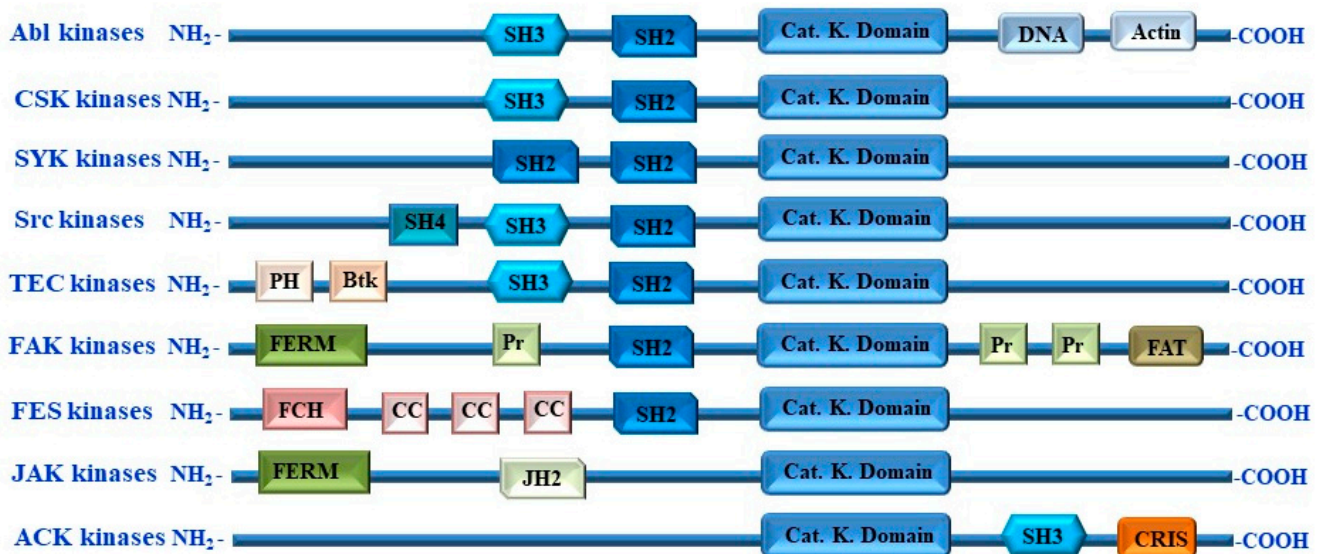 Abl kinases NH2- SH3 SH2 Cat. K. Domain DNA Actin -COOH
CSK kinases NH2- SH3 SH2 Cat. K. Domain -COOH
SYK kinases NH2- SH2 SH2 Cat. K. Domain -COOH
Src kinases NH2- SH4 SH3 SH2 Cat. K. Domain -COOH
TEC kinases NH2- PH Btk SH3 SH2 Cat. K. Domain -COOH
FAK kinases NH2- FERM Pr SH2 Cat. K. Domain Pr Pr FAT -COOH
FES kinases NH2- FCH CC CC CC SH2 Cat. K. Domain -COOH
JAK kinases NH2- FERM JH2 Cat. K. Domain -COOH
ACK kinases NH2- Cat. K. Domain SH3 CRIS -COOH